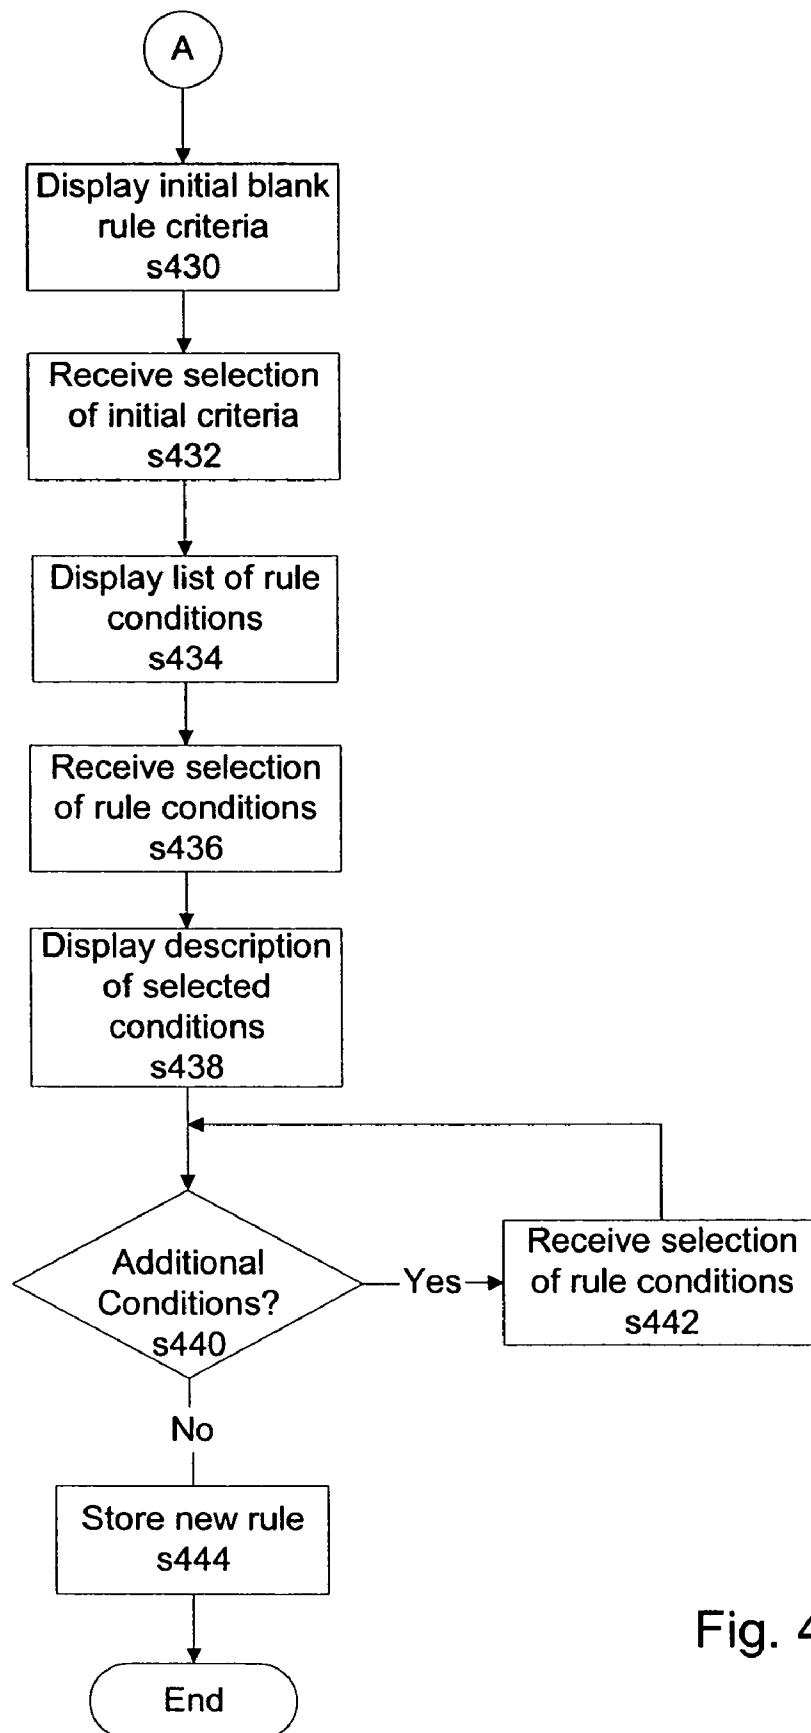 A
Display initial blank
rule criteria
s430
Receive selection
of initial criteria
s432
Display list of rule
conditions
s434
Receive selection
of rule conditions
s436
Display description
of selected
conditions
s438
Additional
Conditions?
s440
Yes
Receive selection
of rule conditions
s442
No
Store new rule
s444
End
Fig. 4